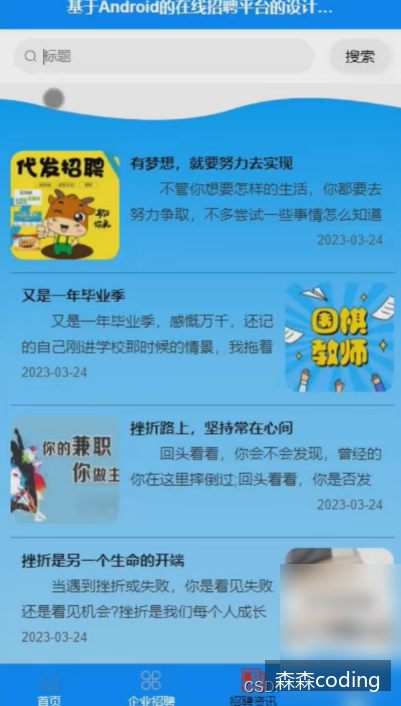 基于Android的在线招聘平台的设计...
标题
搜索
代发招聘
有梦想，就要努力去实现
不管你想要怎样的生活，你都要去
努力争取，不多尝试一些事情怎么知道
2023-03-24
又是一年毕业季
又是一年毕业季，感慨万千，还记
的自己刚进学校那时候的情景，我拖着
2023-03-24
围棋
教师
挫折路上，坚持常在心间
回头看看，你会不会发现，曾经的
你在这里摔倒过;回头看看，你是否发
2023-03-24
你的兼职
你做主
挫折是另一个生命的开端
当遇到挫折或失败，你是看见失败
还是看见机会?挫折是我们每个人成长
2023-03-24
首页
企业招聘
招聘资讯
森森coding